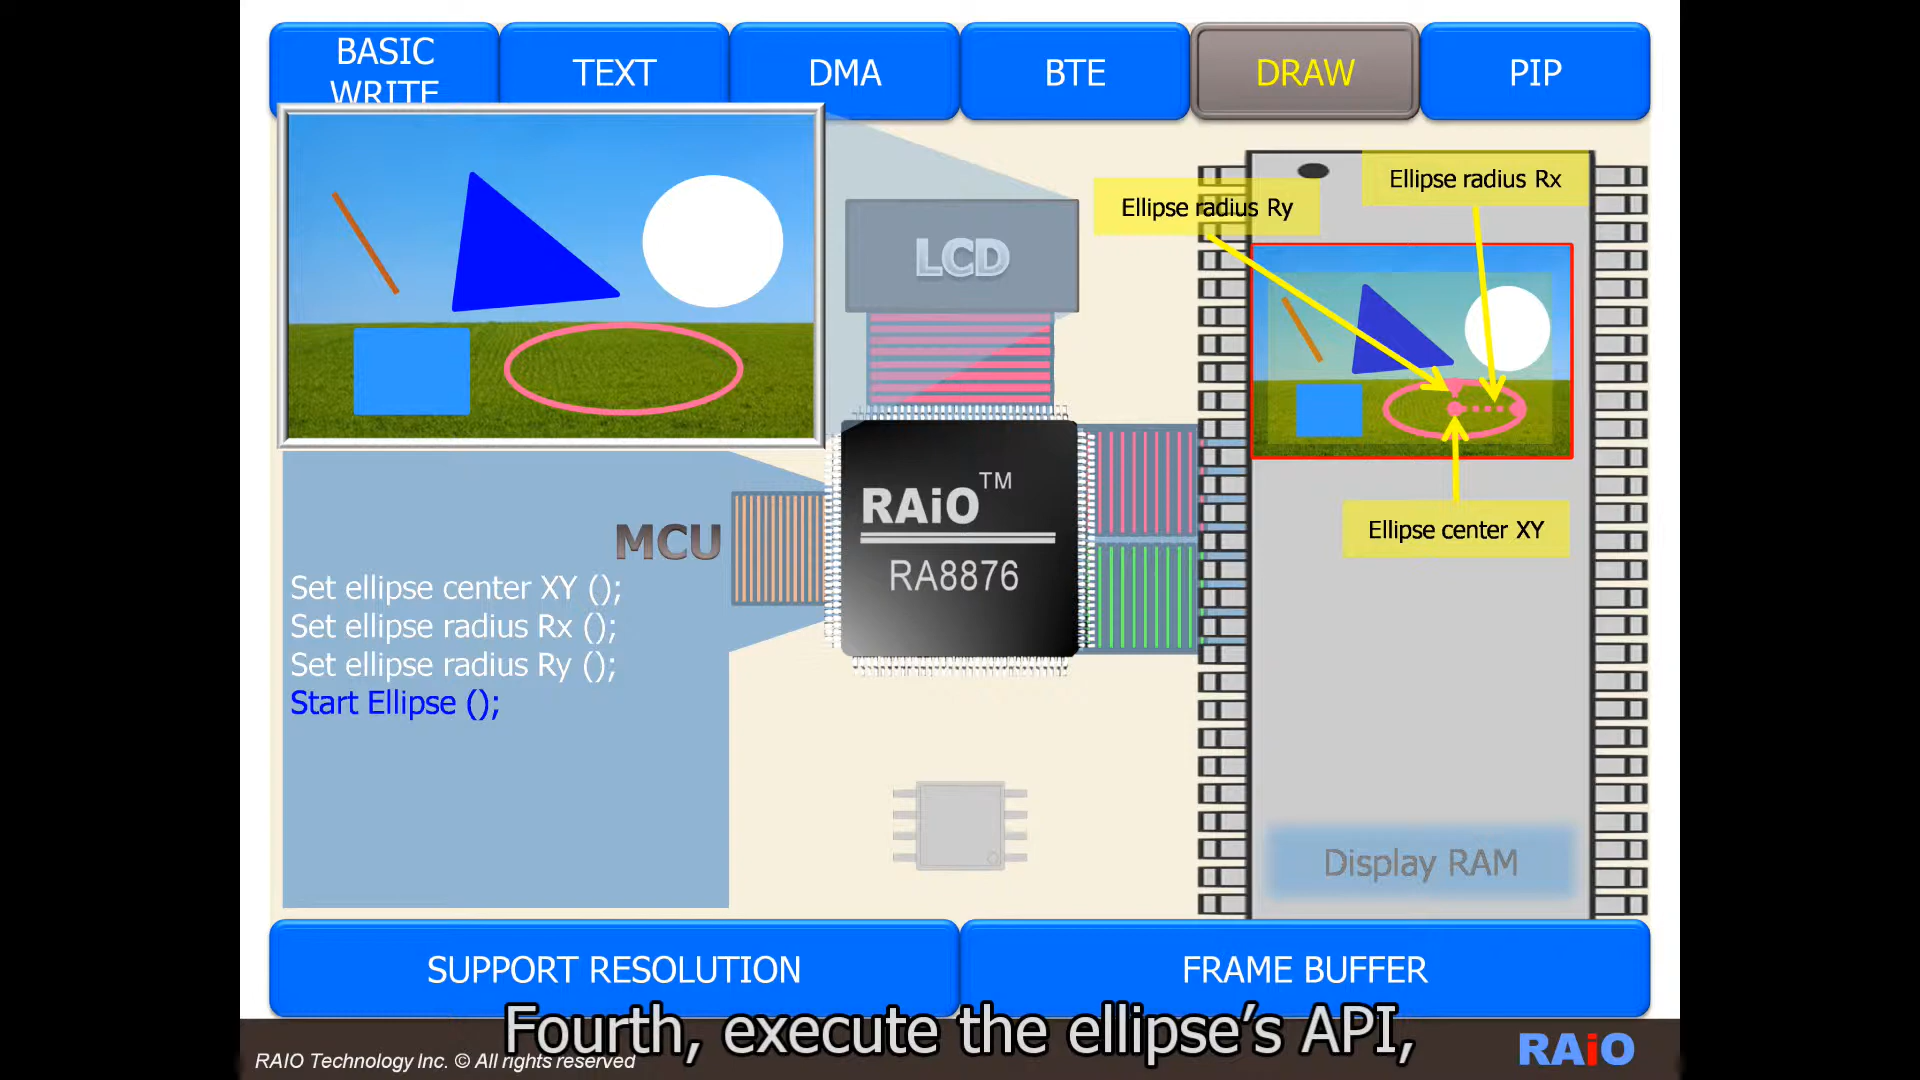 BASIC
WRITE
TEXT
DMA
BTE
DRAW
PIP
Ellipse radius Rx
Ellipse radius Ry
LCD
RAiO™
RA8876
Ellipse center XY
MCU
Set ellipse center XY ();
Set ellipse radius Rx ();
Set ellipse radius Ry ();
Start Ellipse ();
Display RAM
SUPPORT RESOLUTION
FRAME BUFFER
Fourth, execute the ellipse’s API,
RAIO Technology Inc. © All rights reserved
RAiO